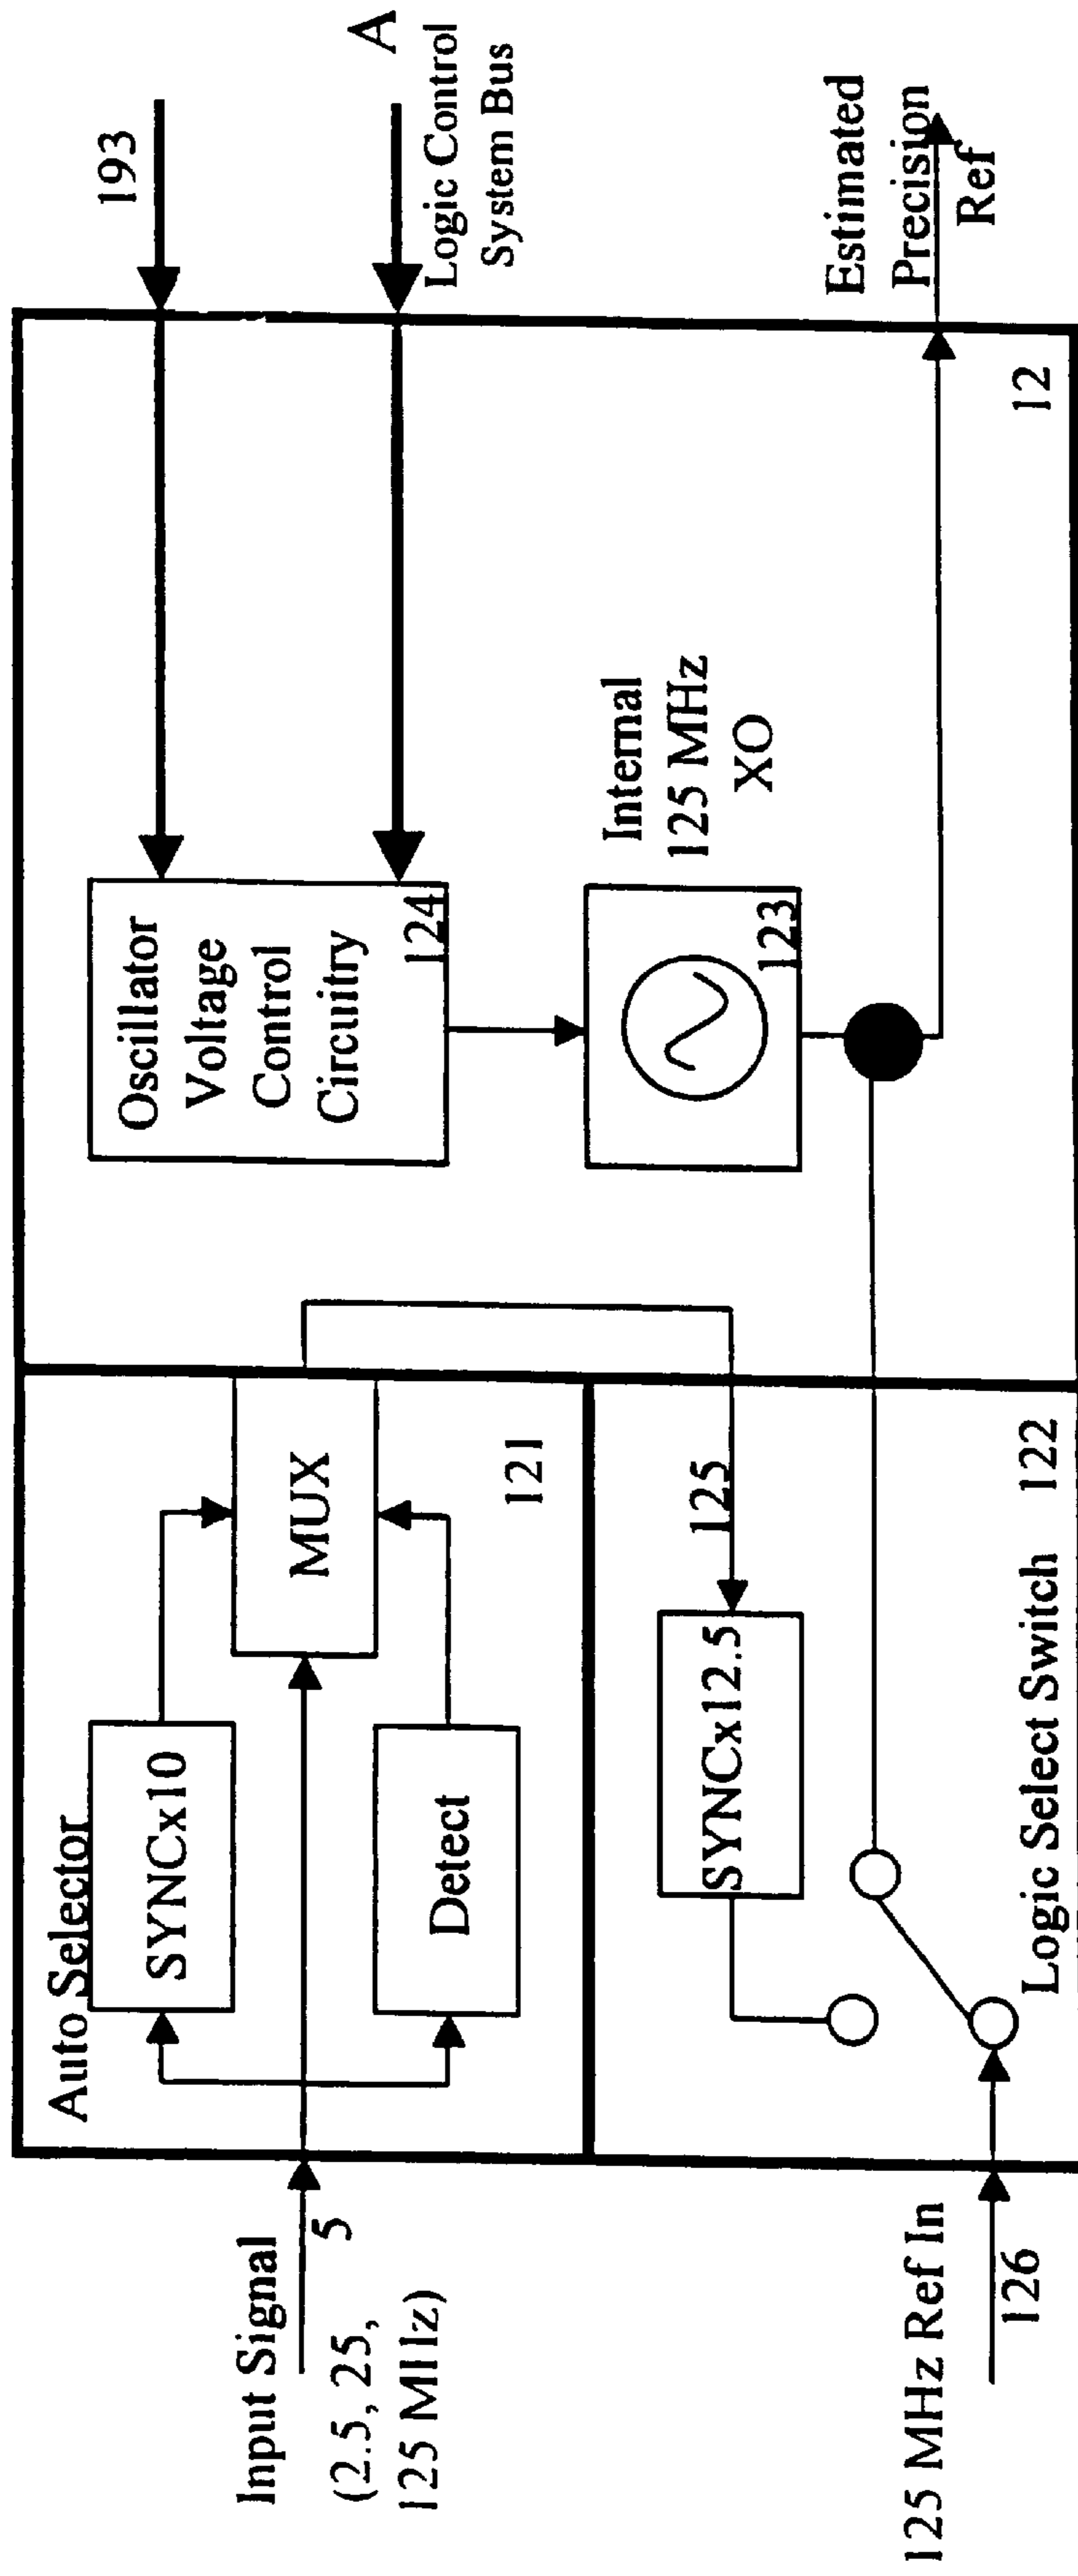 Input Signal
5
(2.5, 25,
125 MHz)
Auto Selector
SYNCx10
MUX
Detect
121
193
A
Logic Control
System Bus
Oscillator
Voltage
Control
Circuitry
124
Internal
125 MHz
XO
123
125
SYNCx12.5
Logic Select Switch
122
125 MHz Ref In
126
Estimated
Precision
Ref
12